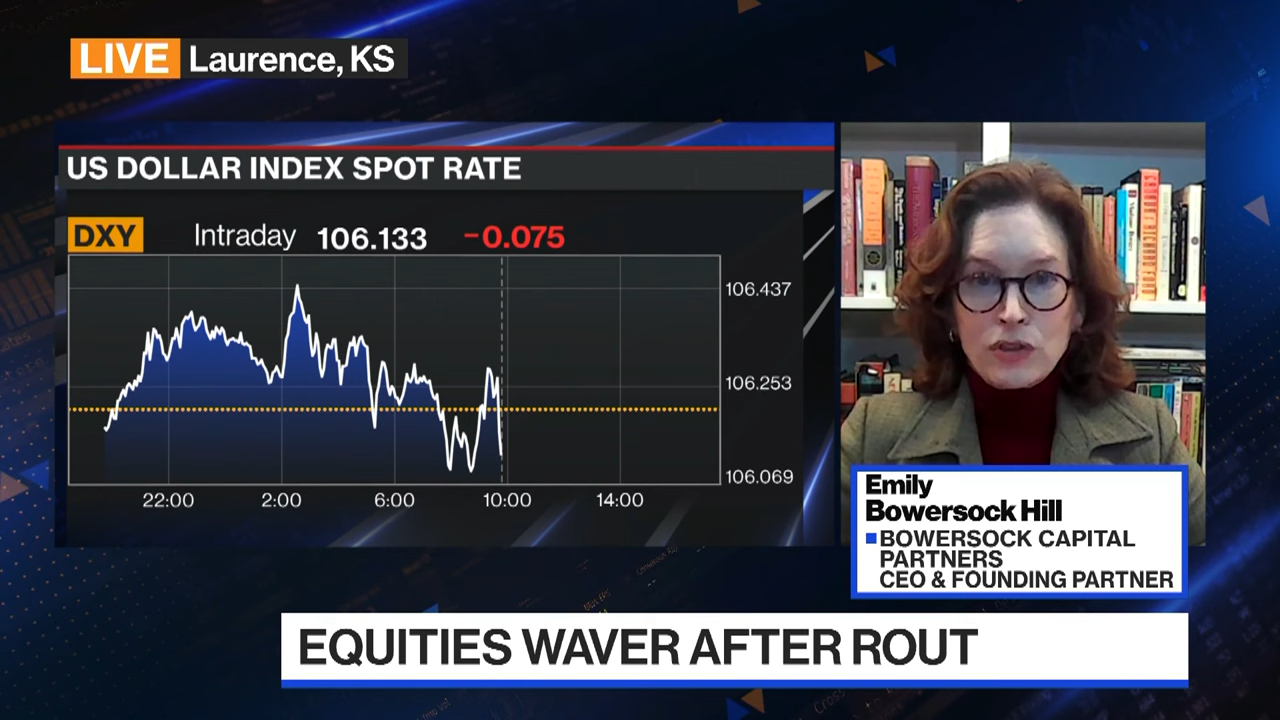 LIVE Laurence, KS
US DOLLAR INDEX SPOT RATE
DXY Intraday 106.133 -0.075
106.437
106.253
106.069
22:00 2:00 6:00 10:00 14:00
Emily
Bowersock Hill
BOWERSOCK CAPITAL
PARTNERS
CEO & FOUNDING PARTNER
EQUITIES WAVER AFTER ROUT